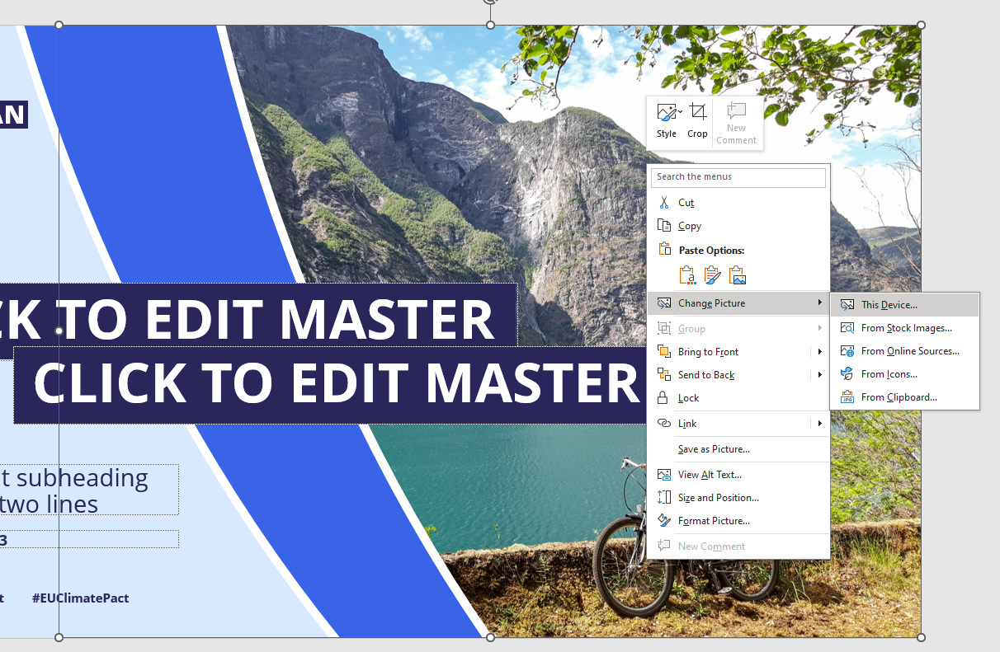 AN
CK TO EDIT MASTER
CLICK TO EDIT MASTER
t subheading
two lines
3
t #EUClimatePact
Style
Crop
New
Comment
Search the menus
Cut
Copy
Paste Options:
Change Picture
Group
Bring to Front
Send to Back
Lock
Link
Save as Picture...
View Alt Text...
Size and Position...
Format Picture...
New Comment
This Device...
From Stock Images...
From Online Sources...
From Icons...
From Clipboard...